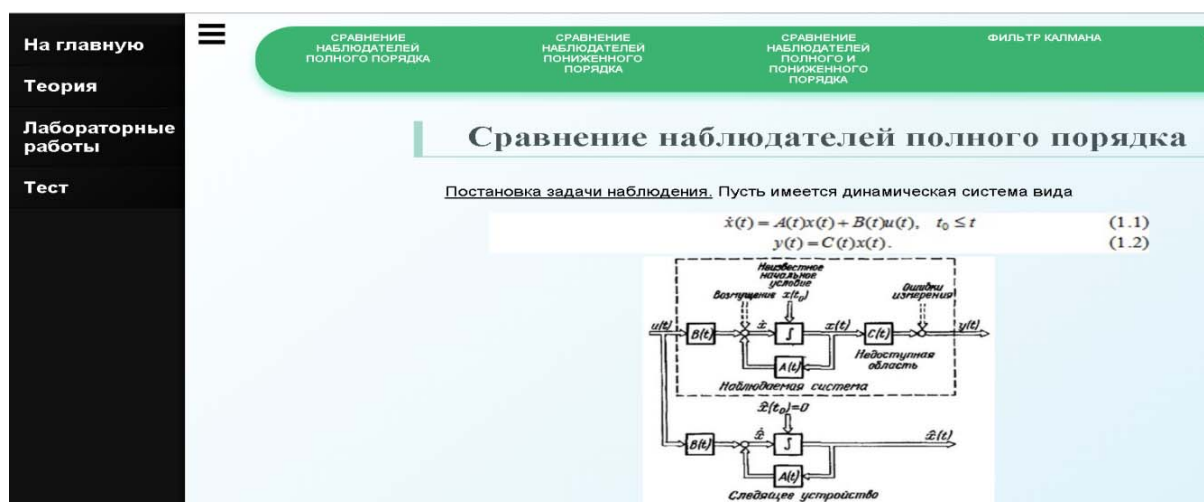 На главную
Теория
Лабораторные
работы
Тест
СРАВНЕНИЕ
НАБЛЮДАТЕЛЕЙ
ПОЛНОГО ПОРЯДКА
СРАВНЕНИЕ
НАБЛЮДАТЕЛЕЙ
ПОНИЖЕННОГО
ПОРЯДКА
СРАВНЕНИЕ
НАБЛЮДАТЕЛЕЙ
ПОЛНОГО И
ПОНИЖЕННОГО
ПОРЯДКА
ФИЛЬТР КАЛМАНА
Сравнение наблюдателей полного порядка
Постановка задачи наблюдения. Пусть имеется динамическая система вида
ẋ(t) = A(t)x(t) + B(t)u(t), t₀ ≤ t (1.1)
y(t) = C(t)x(t). (1.2)
Неизвестное
начальное
условие
Возмущение x(t₀)
Ошибки
измерения
u(t) B(t) ẋ ∫ x(t) C(t) y(t)
A(t)
Недоступная
область
Наблюдаемая система
x̂(t₀)=0
B(t) x̂̇ ∫ x̂(t)
A(t)
Следящее устройство